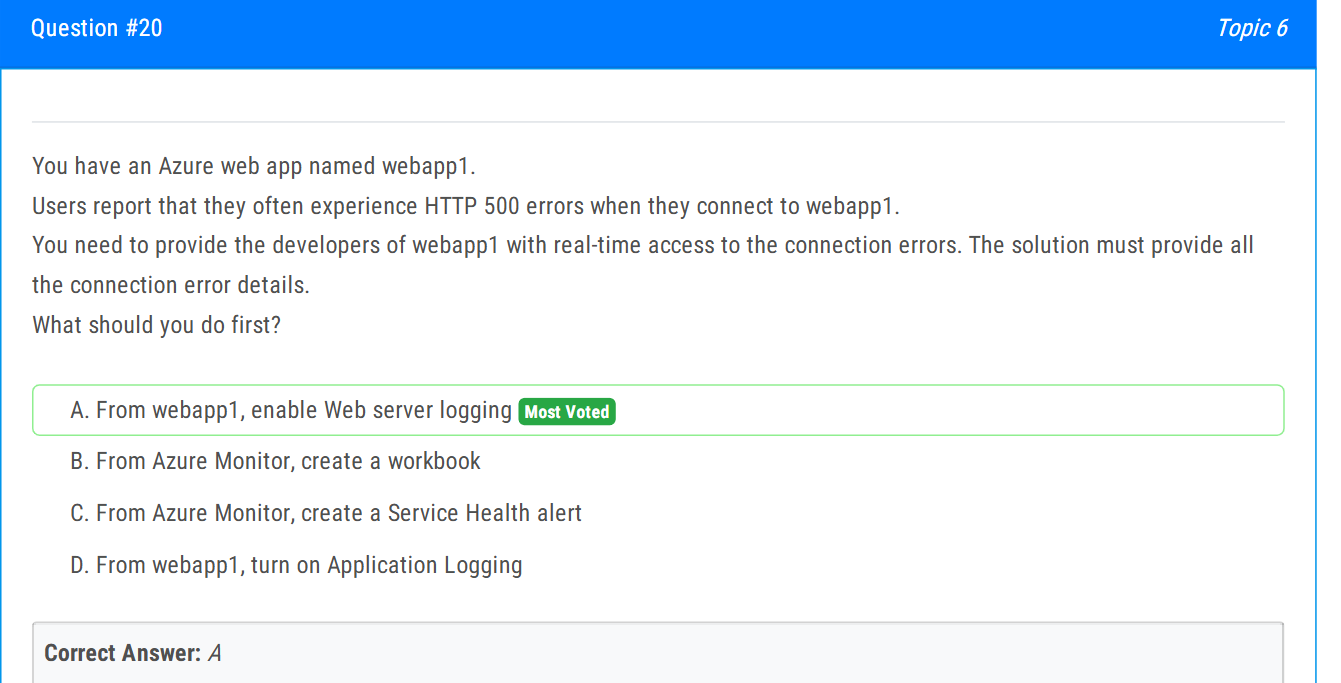 Question #20
Topic 6
You have an Azure web app named webapp1.
Users report that they often experience HTTP 500 errors when they connect to webapp1.
You need to provide the developers of webapp1 with real-time access to the connection errors. The solution must provide all
the connection error details.
What should you do first?
A. From webapp1, enable Web server logging Most Voted
B. From Azure Monitor, create a workbook
C. From Azure Monitor, create a Service Health alert
D. From webapp1, turn on Application Logging
Correct Answer: A